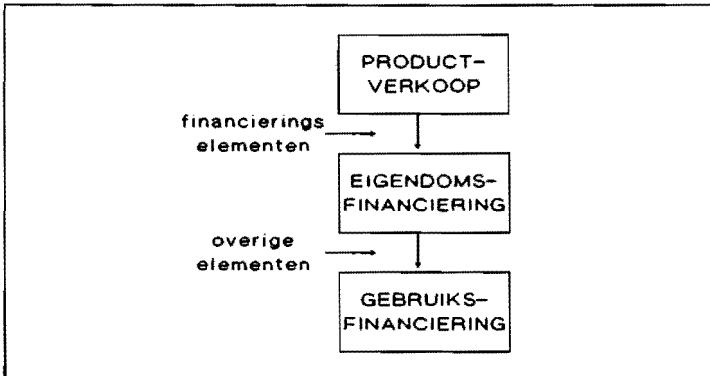 PRODUCT-
VERKOOP
financierings
elementen
EIGENDOMS-
FINANCIERING
overige
elementen
GEBRUIKS-
FINANCIERING